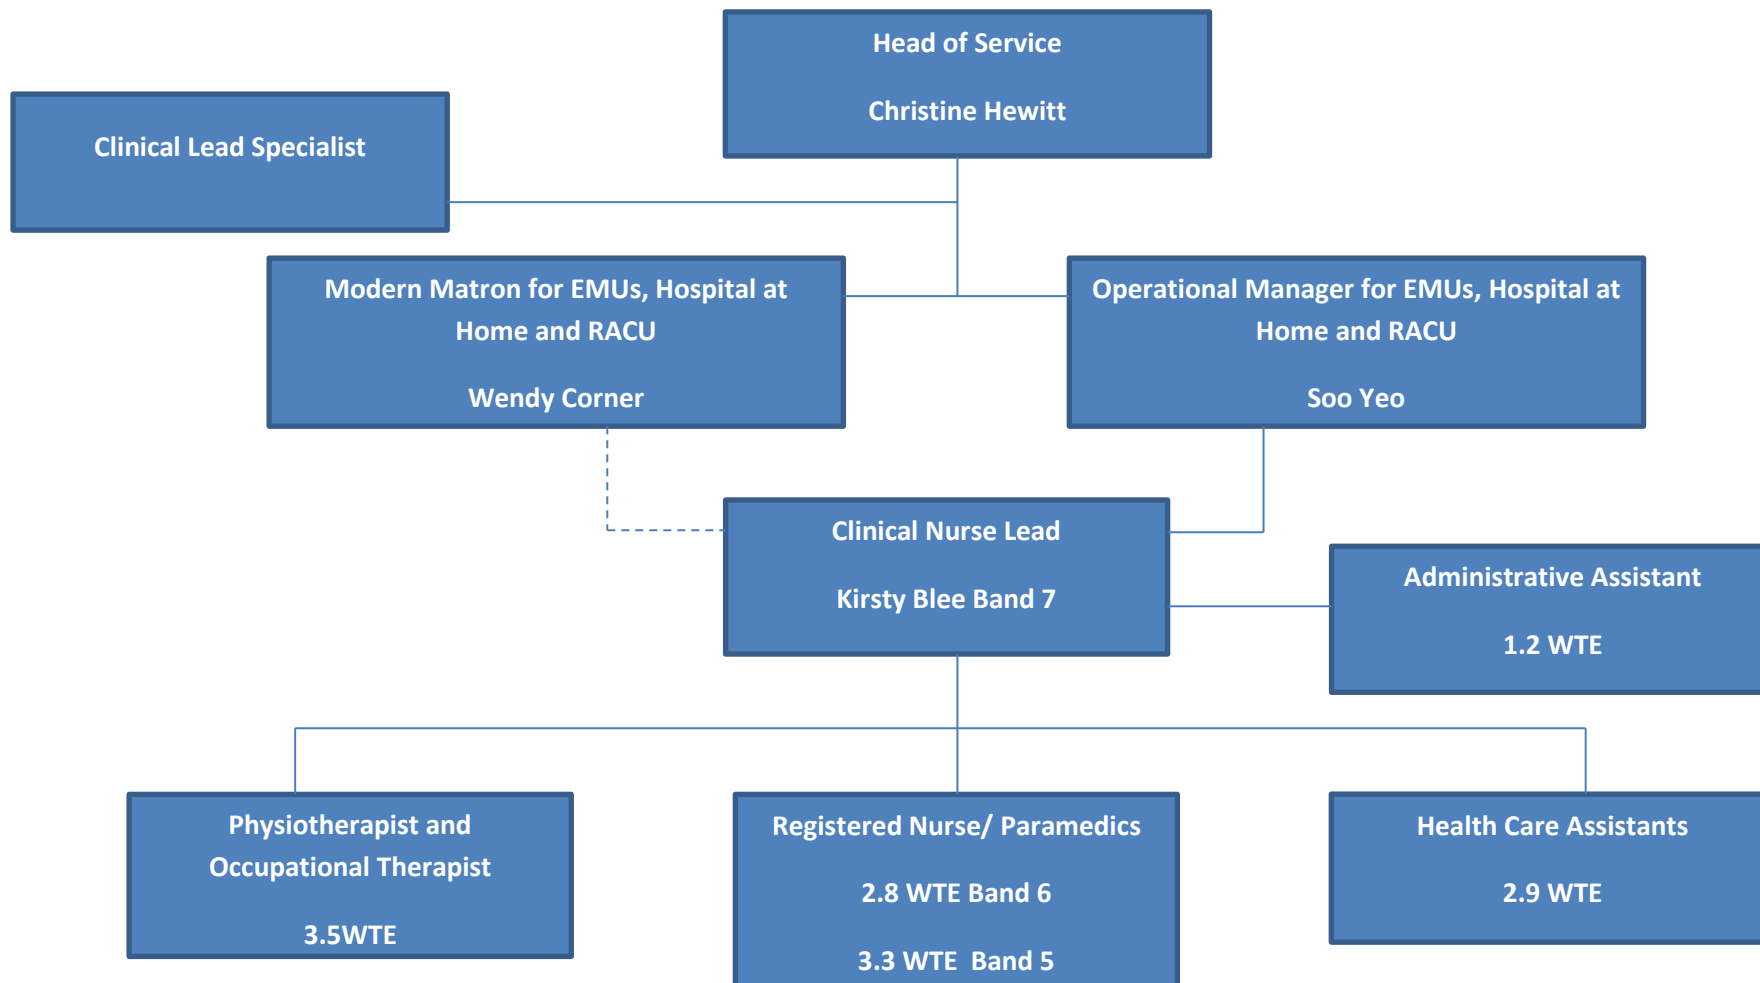 Head of Service
Christine Hewitt
Clinical Lead Specialist
Modern Matron for EMUs, Hospital at
Home and RACU
Wendy Corner
Operational Manager for EMUs, Hospital at
Home and RACU
Soo Yeo
Clinical Nurse Lead
Kirsty Blee Band 7
Administrative Assistant
1.2 WTE
Physiotherapist and
Occupational Therapist
3.5WTE
Registered Nurse/ Paramedics
2.8 WTE Band 6
3.3 WTE  Band 5
Health Care Assistants
2.9 WTE